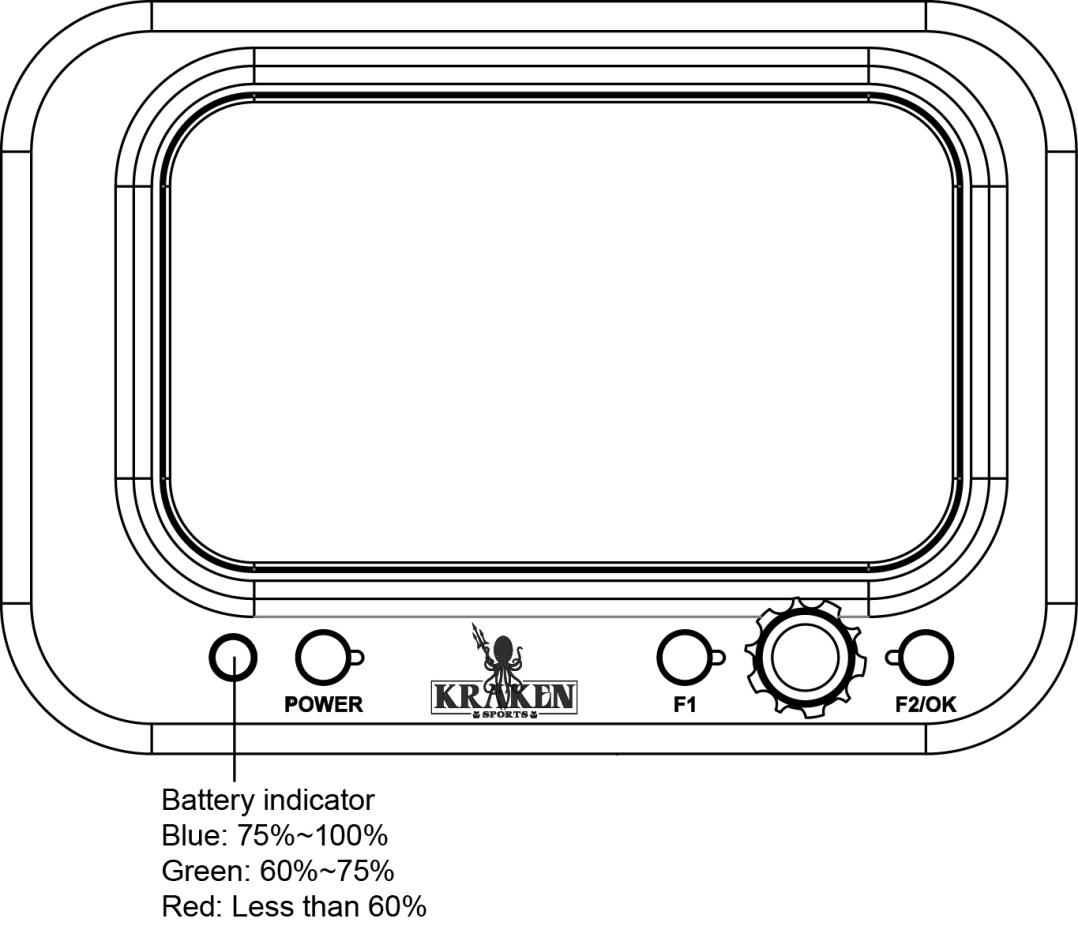 POWER
KRAKEN
SPORTS
F1
F2/OK
Battery indicator
Blue: 75%~100%
Green: 60%~75%
Red: Less than 60%